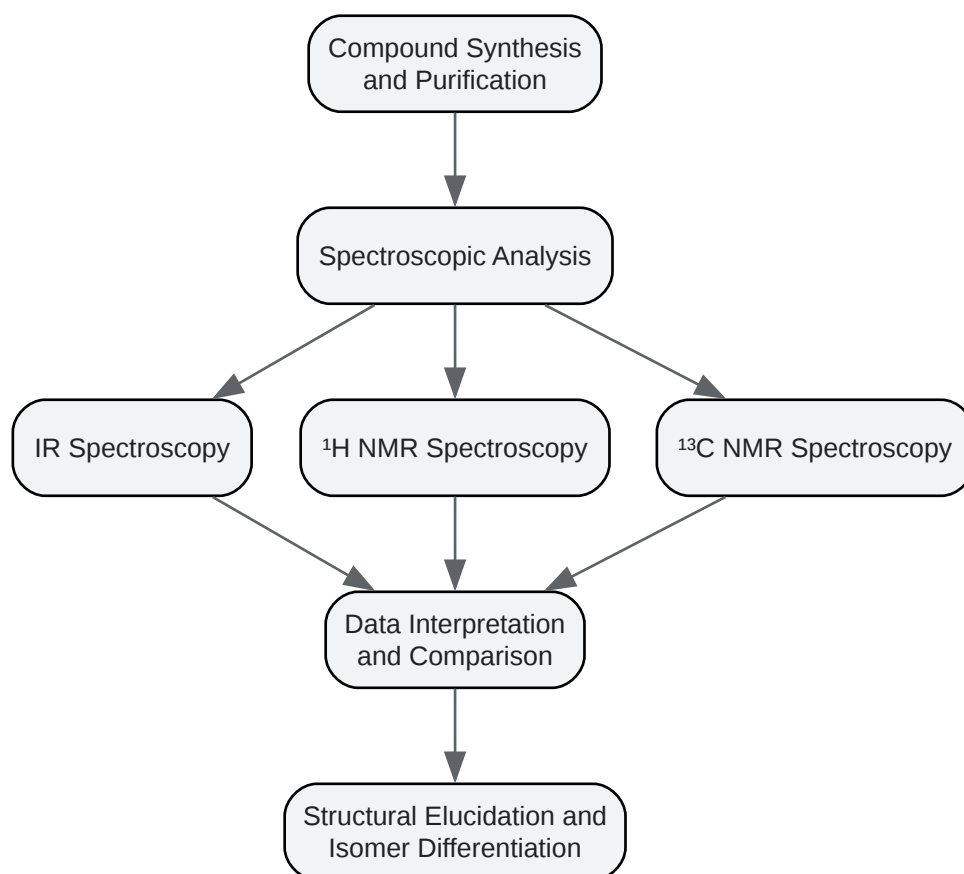 Compound Synthesis
and Purification
Spectroscopic Analysis
IR Spectroscopy
¹H NMR Spectroscopy
¹³C NMR Spectroscopy
Data Interpretation
and Comparison
Structural Elucidation and
Isomer Differentiation